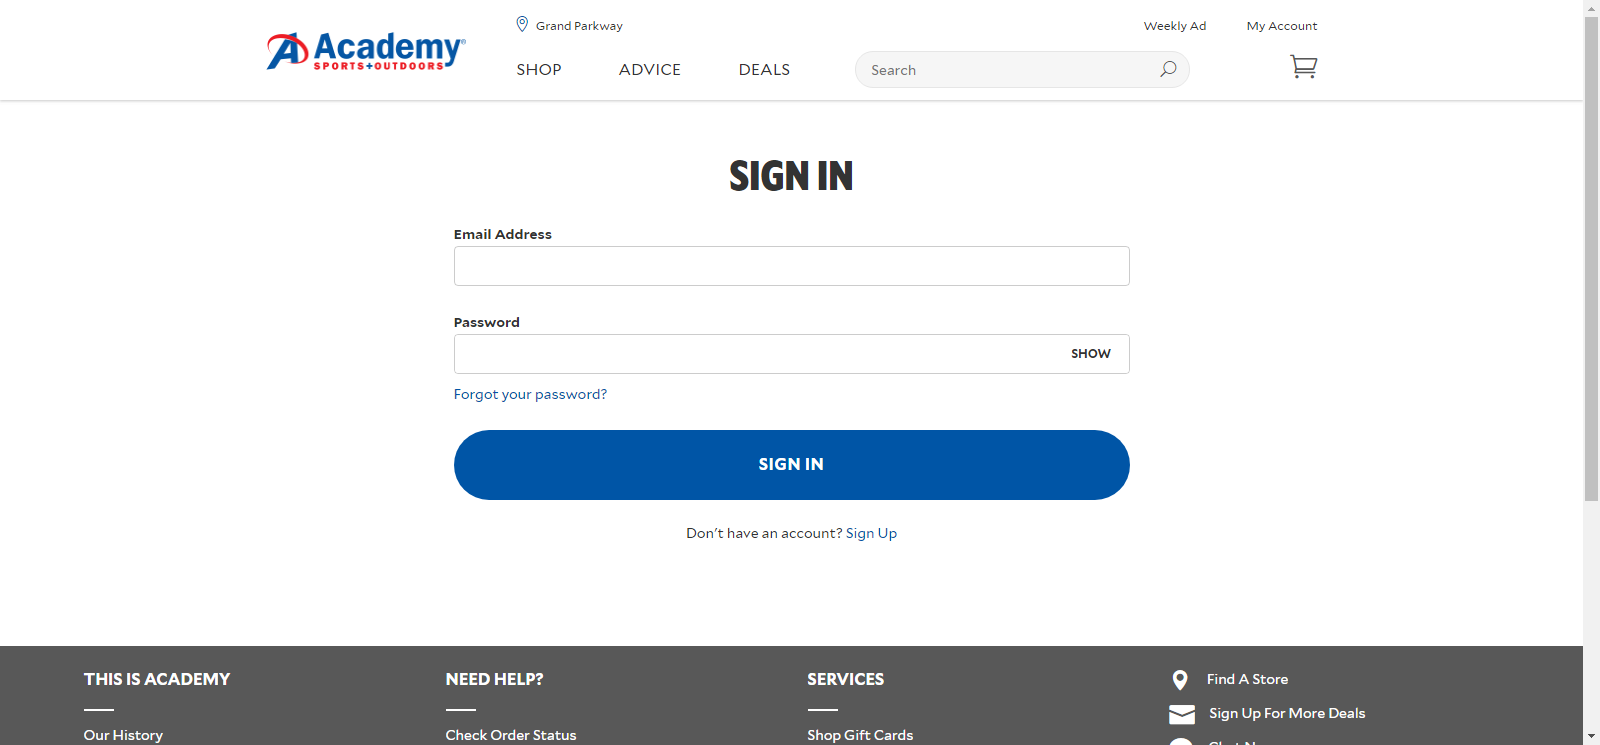 Grand Parkway
Weekly Ad
My Account
Academy®
SPORTS+OUTDOORS
SHOP
ADVICE
DEALS
Search
SIGN IN
Email Address
Password
SHOW
Forgot your password?
SIGN IN
Don't have an account? Sign Up
THIS IS ACADEMY
NEED HELP?
SERVICES
Find A Store
Sign Up For More Deals
Our History
Check Order Status
Shop Gift Cards